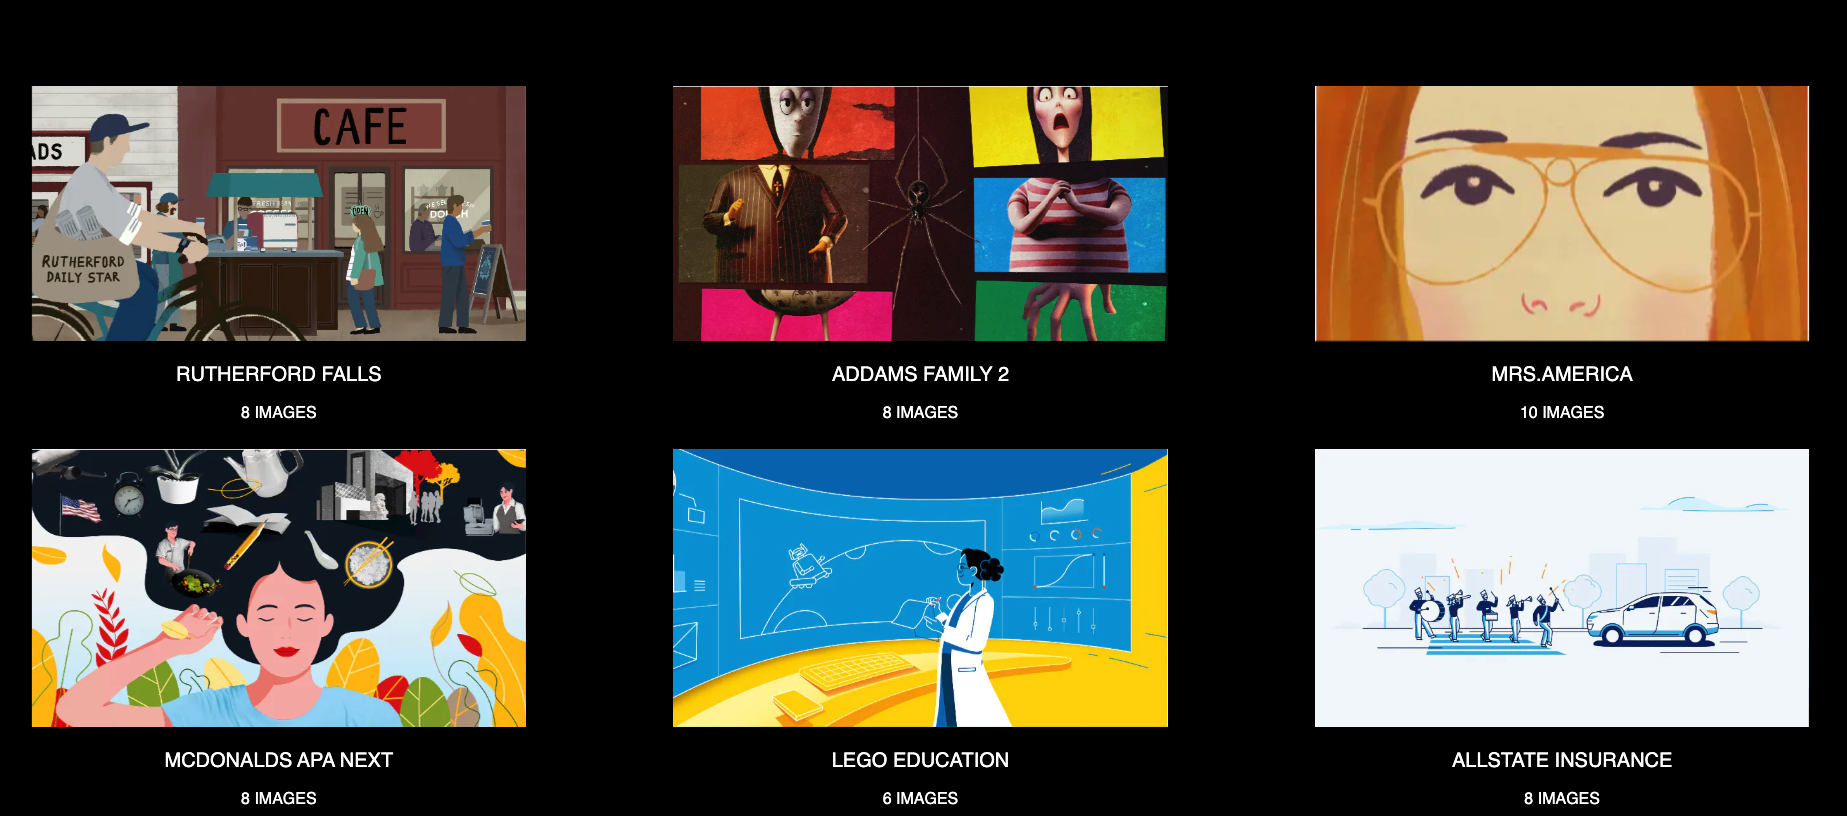 ADS
CAFE
OPEN
RUTHERFORD
DAILY STAR
RUTHERFORD FALLS
8 IMAGES
ADDAMS FAMILY 2
8 IMAGES
MRS.AMERICA
10 IMAGES
MCDONALDS APA NEXT
8 IMAGES
LEGO EDUCATION
6 IMAGES
ALLSTATE INSURANCE
8 IMAGES